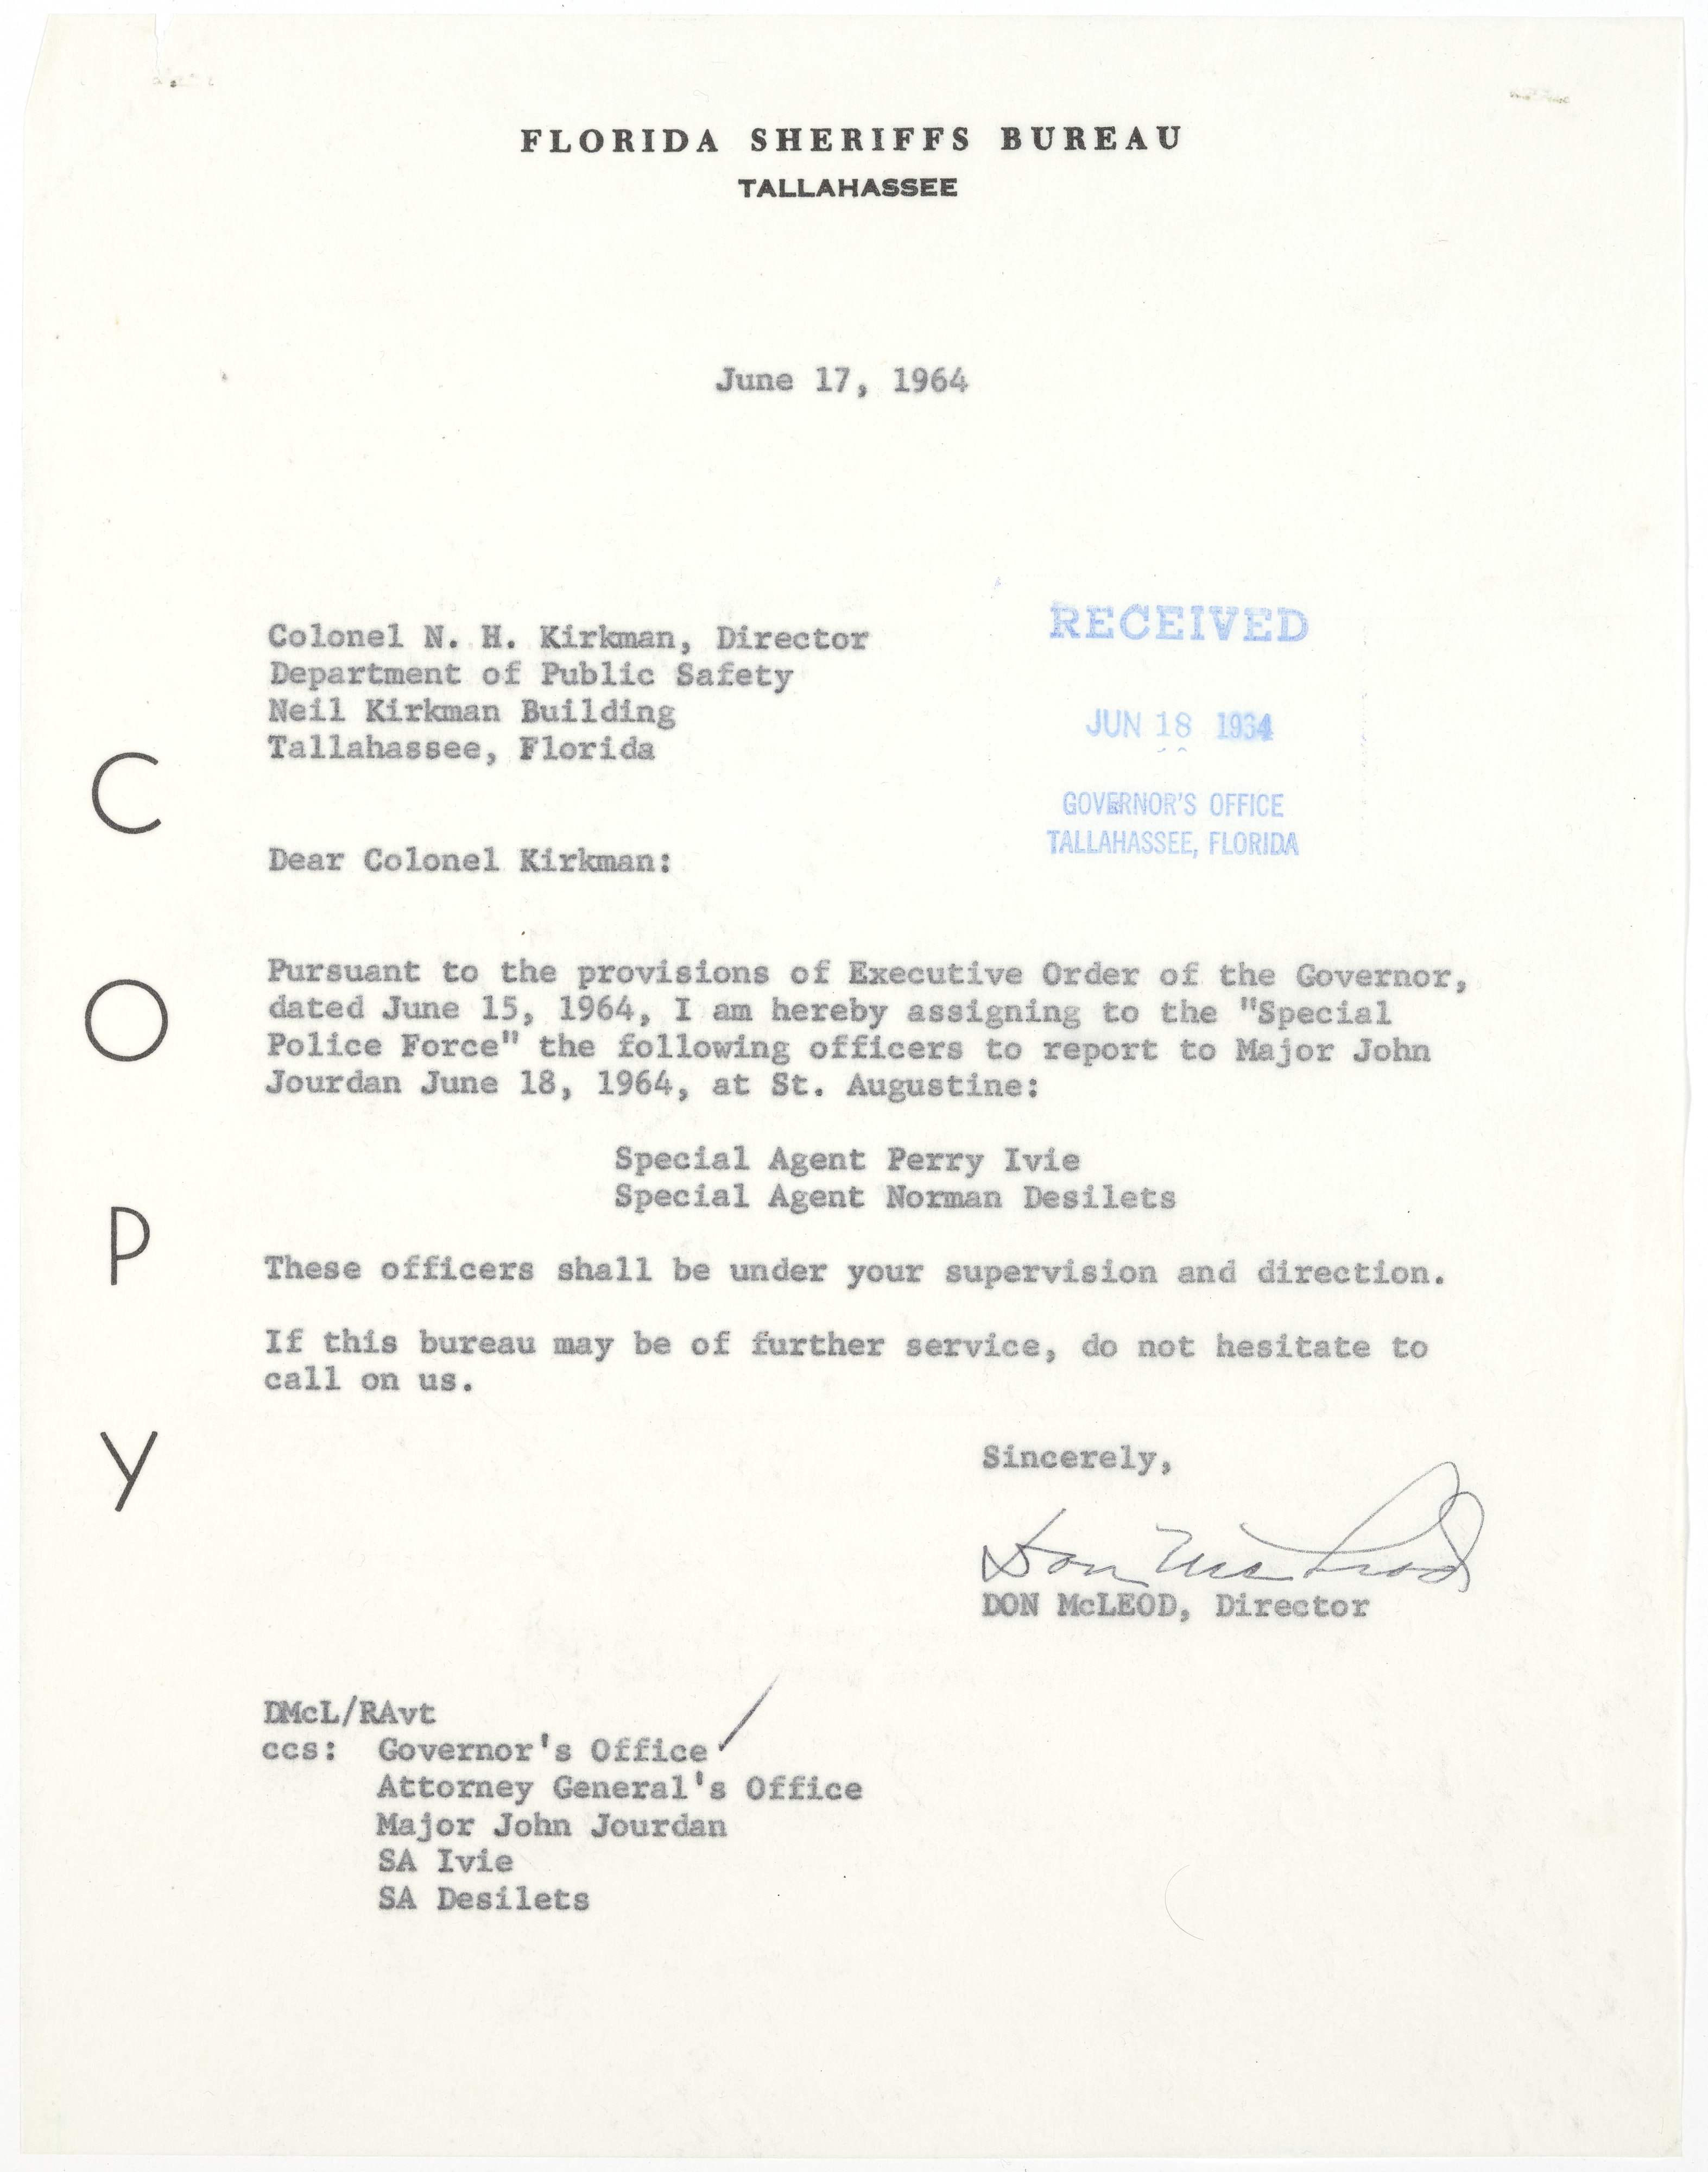 FLORIDA SHERIFFS BUREAU
TALLAHASSEE
June 17, 1964
Colonel N. H. Kirkman, Director
Department of Public Safety
Neil Kirkman Building
Tallahassee, Florida
RECEIVED
JUN 18 1964
GOVERNOR'S OFFICE
TALLAHASSEE, FLORIDA
Dear Colonel Kirkman:
Pursuant to the provisions of Executive Order of the Governor,
dated June 15, 1964, I am hereby assigning to the "Special
Police Force" the following officers to report to Major John
Jourdan June 18, 1964, at St. Augustine:
Special Agent Perry Ivie
Special Agent Norman Desilets
These officers shall be under your supervision and direction.
If this bureau may be of further service, do not hesitate to
call on us.
Sincerely,
Don McLeod
DON McLEOD, Director
DMcL/RAvt
ccs: Governor's Office
Attorney General's Office
Major John Jourdan
SA Ivie
SA Desilets
C
O
P
Y